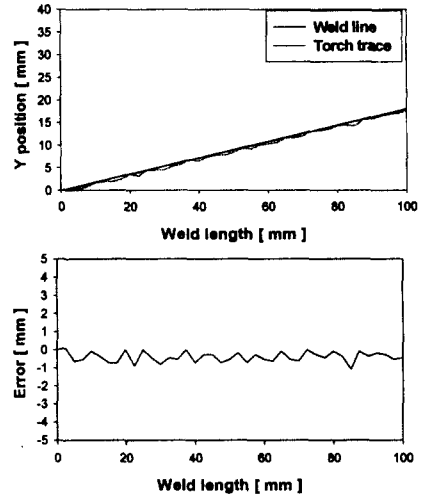 40
35
30
25
20
15
10
5
0
Y position [ mm ]
Weld line
Torch trace
0 20 40 60 80 100
Weld length [ mm ]
5
4
3
2
1
0
-1
-2
-3
-4
-5
Error [ mm ]
0 20 40 60 80 100
Weld length [ mm ]